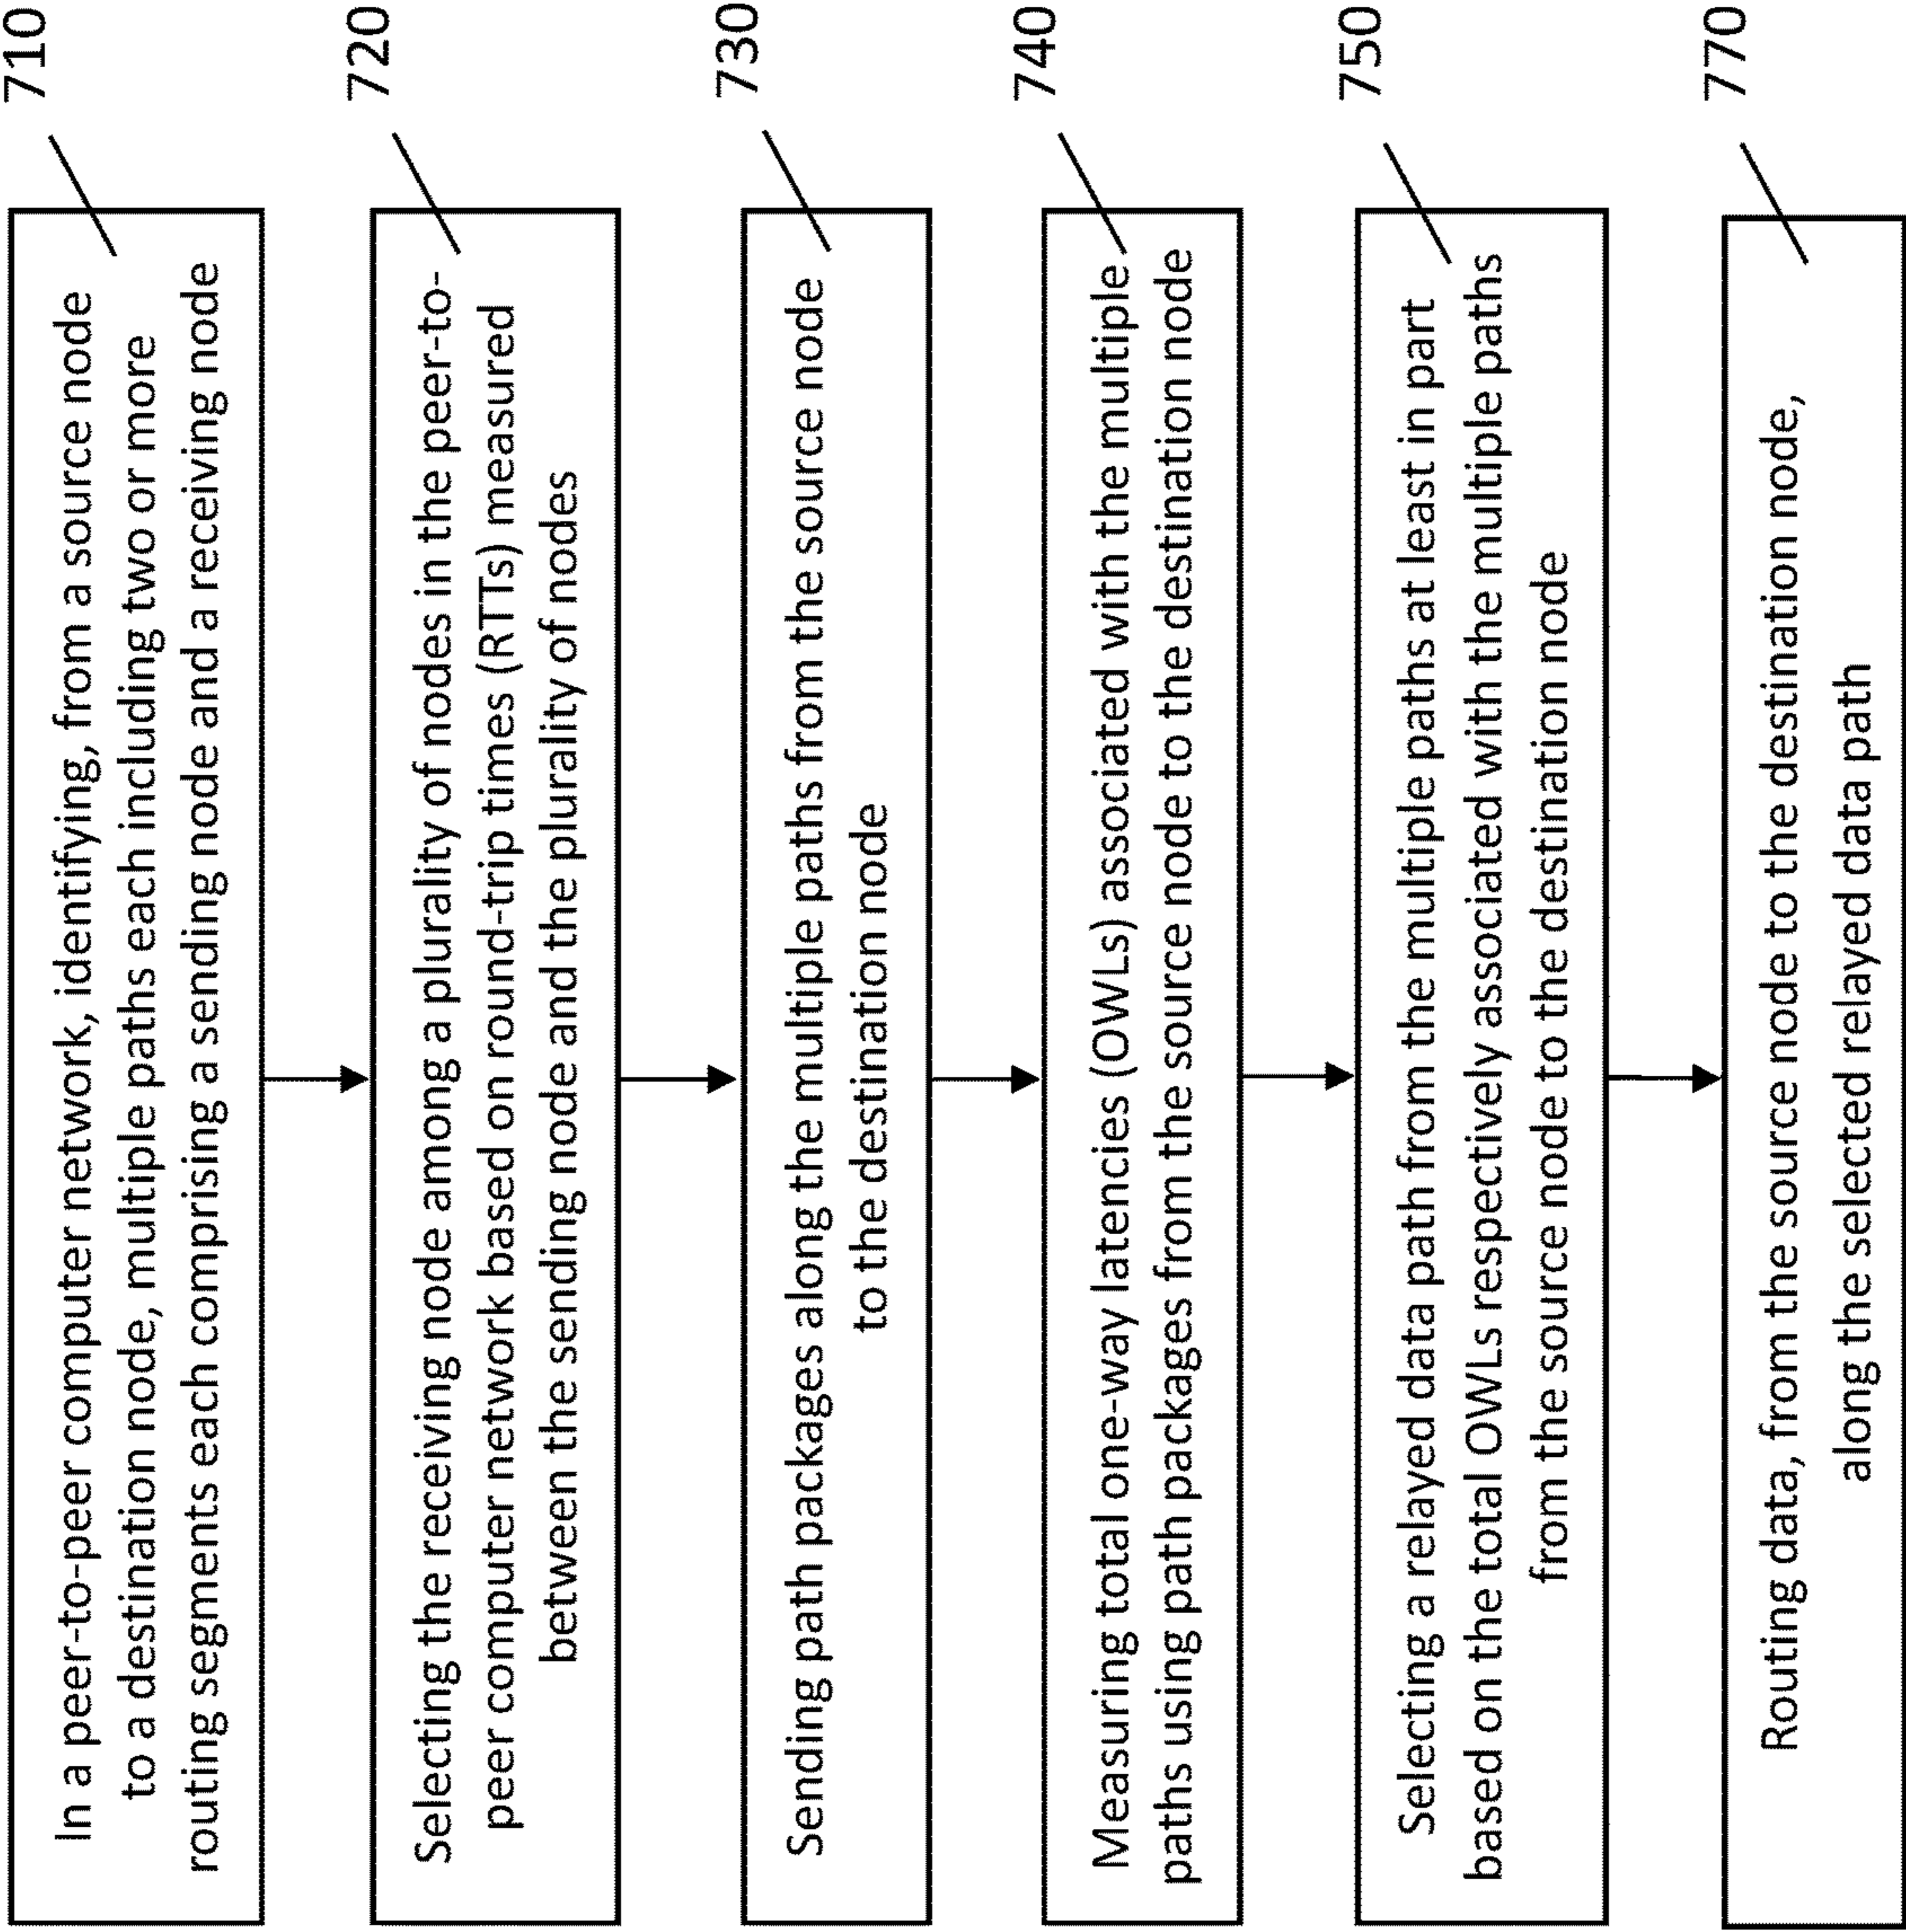 In a peer-to-peer computer network, identifying, from a source node
to a destination node, multiple paths each including two or more
routing segments each comprising a sending node and a receiving node
710
Selecting the receiving node among a plurality of nodes in the peer-to-
peer computer network based on round-trip times (RTTs) measured
between the sending node and the plurality of nodes
720
Sending path packages along the multiple paths from the source node
to the destination node
730
Measuring total one-way latencies (OWLs) associated with the multiple
paths using path packages from the source node to the destination node
740
Selecting a relayed data path from the multiple paths at least in part
based on the total OWLs respectively associated with the multiple paths
from the source node to the destination node
750
Routing data, from the source node to the destination node,
along the selected relayed data path
770